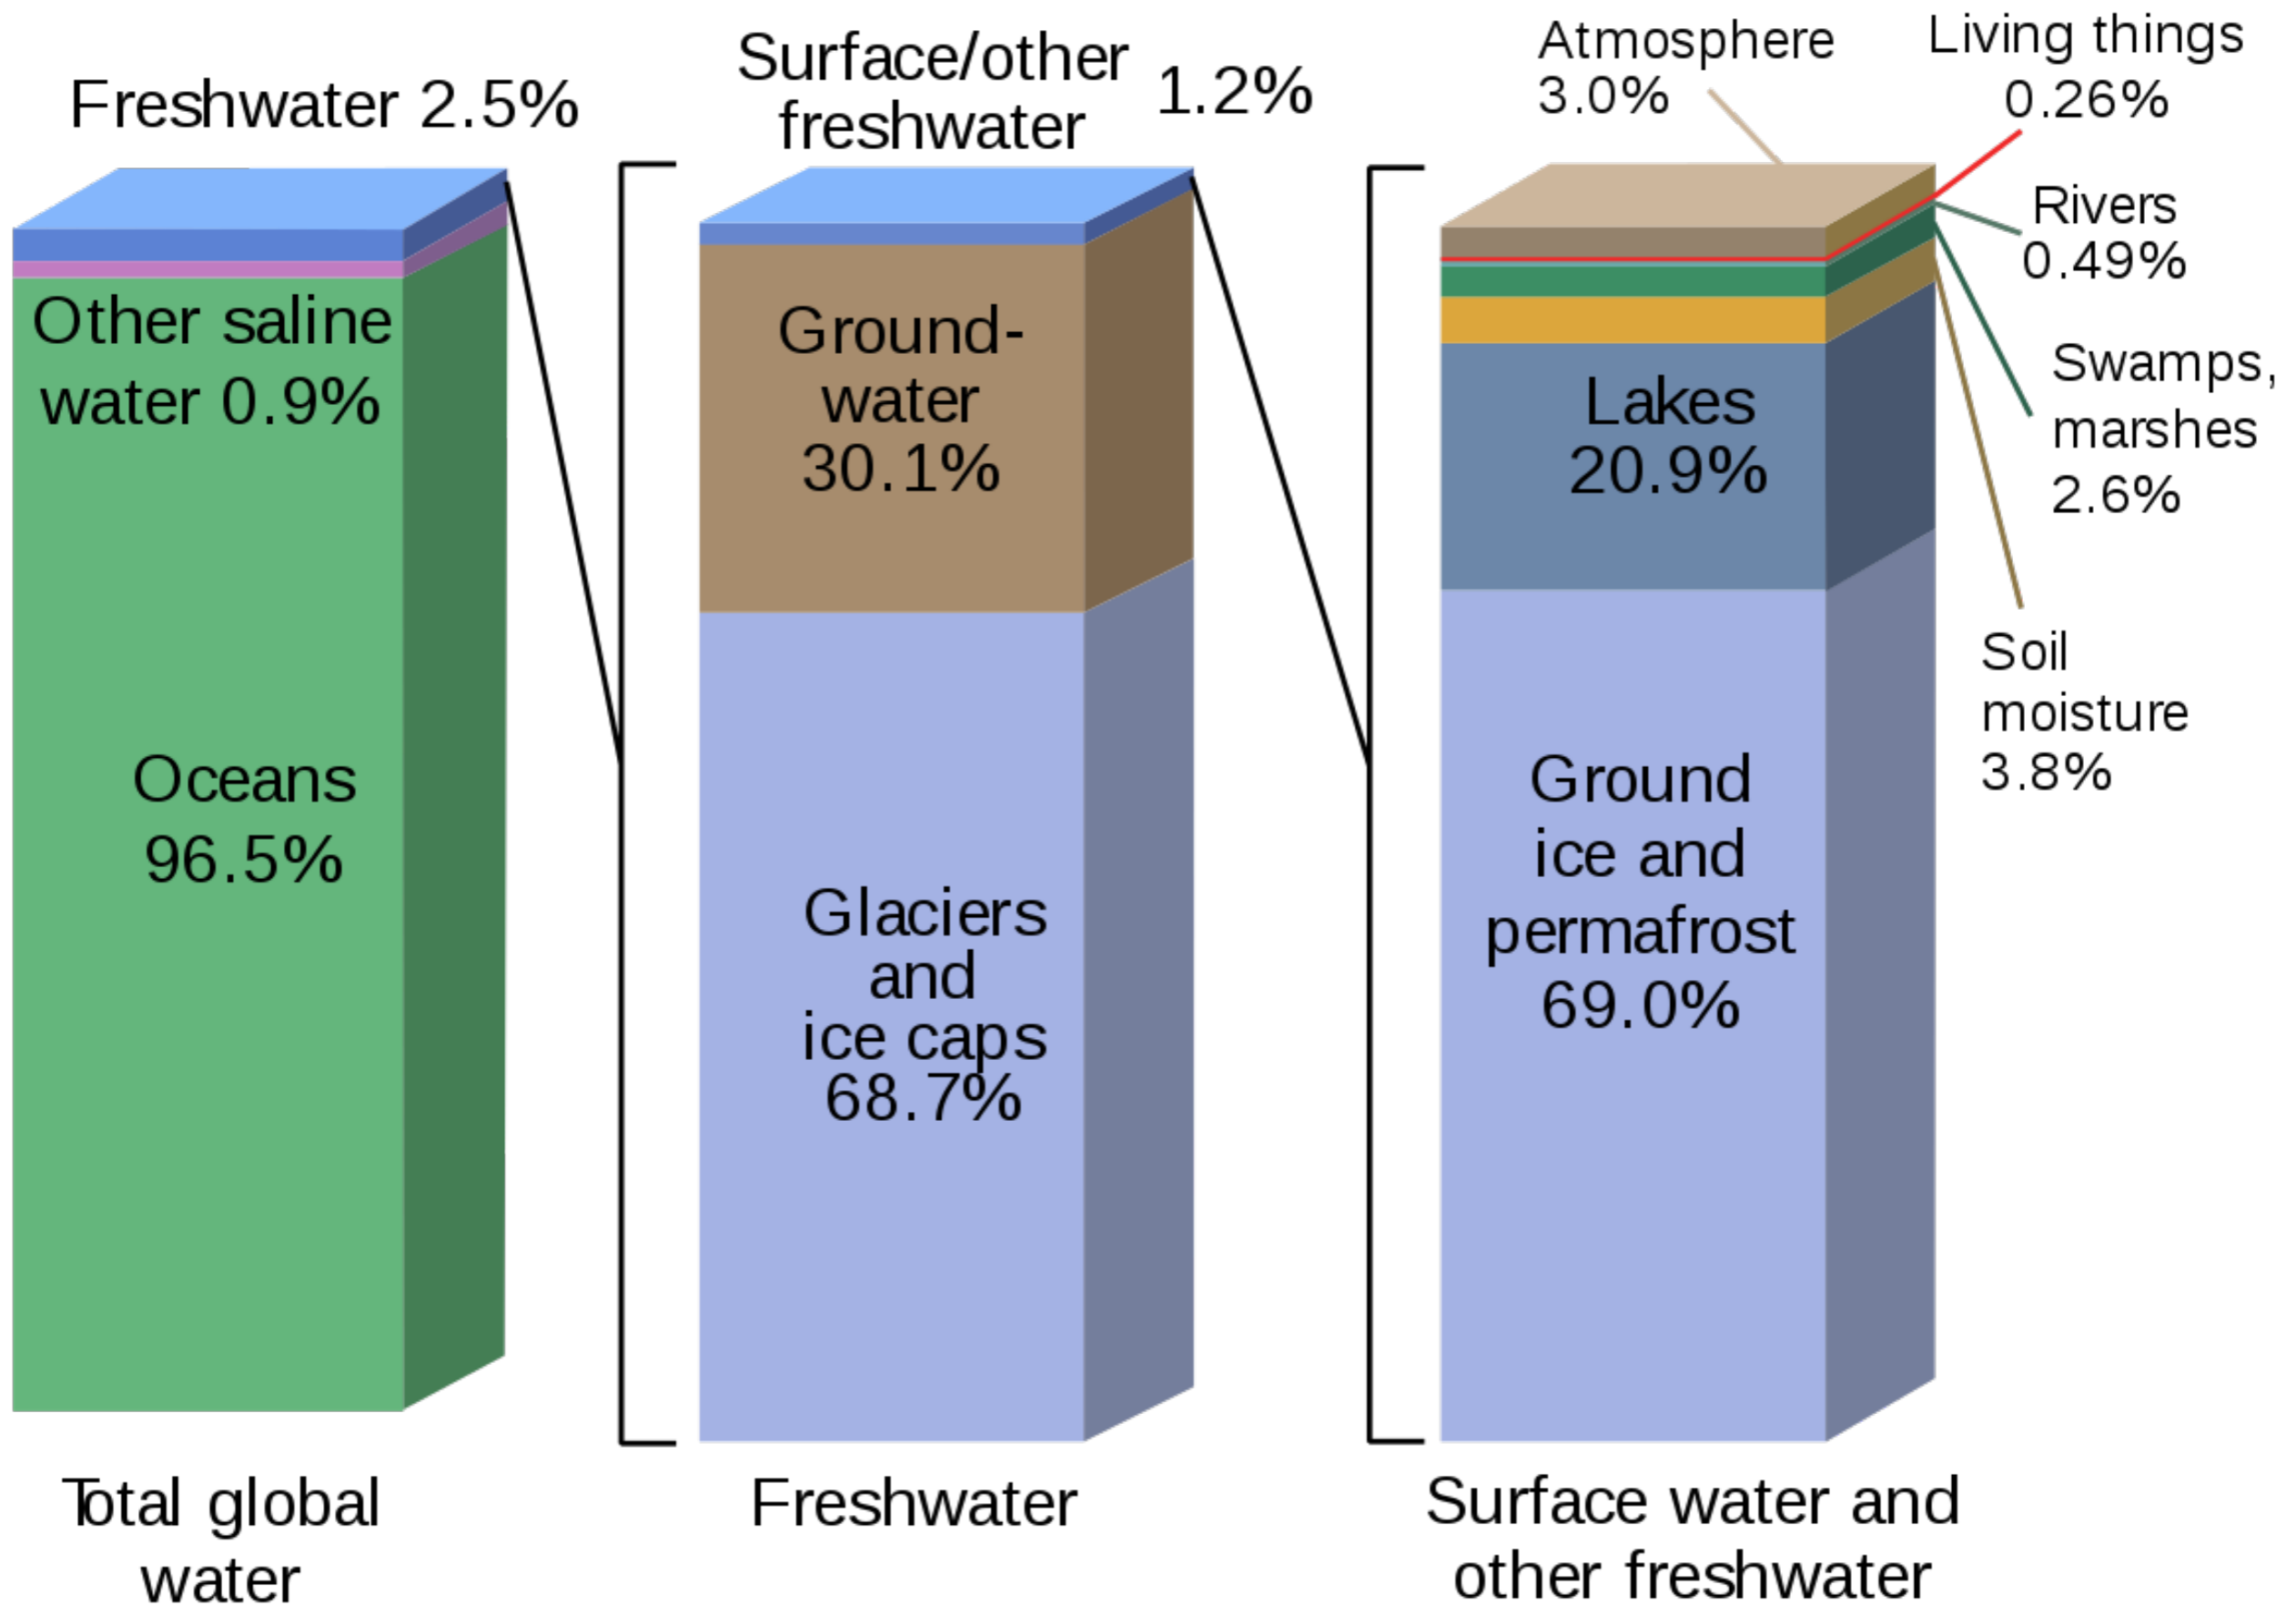 Freshwater 2.5%
Other saline
water 0.9%
Oceans
96.5%
Total global
water
Surface/other
freshwater
1.2%
Ground-
water
30.1%
Glaciers
and
ice caps
68.7%
Freshwater
Atmosphere
3.0%
Living things
0.26%
Rivers
0.49%
Swamps,
marshes
2.6%
Soil
moisture
3.8%
Lakes
20.9%
Ground
ice and
permafrost
69.0%
Surface water and
other freshwater